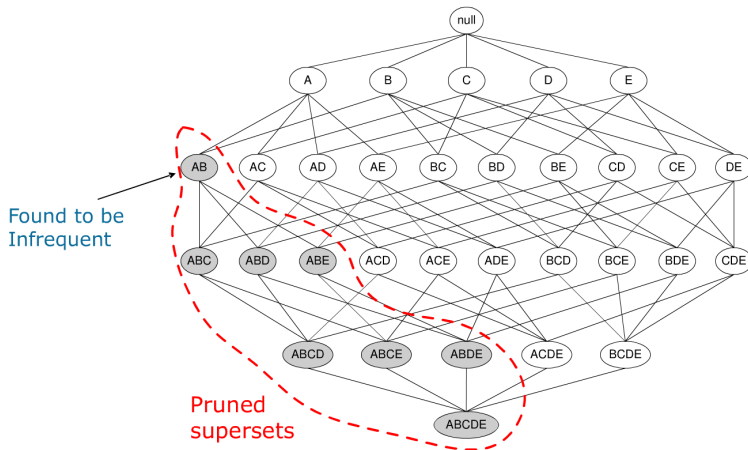 null
A B C D E
AB AC AD AE BC BD BE CD CE DE
Found to be
Infrequent
ABC ABD ABE ACD ACE ADE BCD BCE BDE CDE
ABCD ABCE ABDE ACDE BCDE
Pruned
supersets
ABCDE